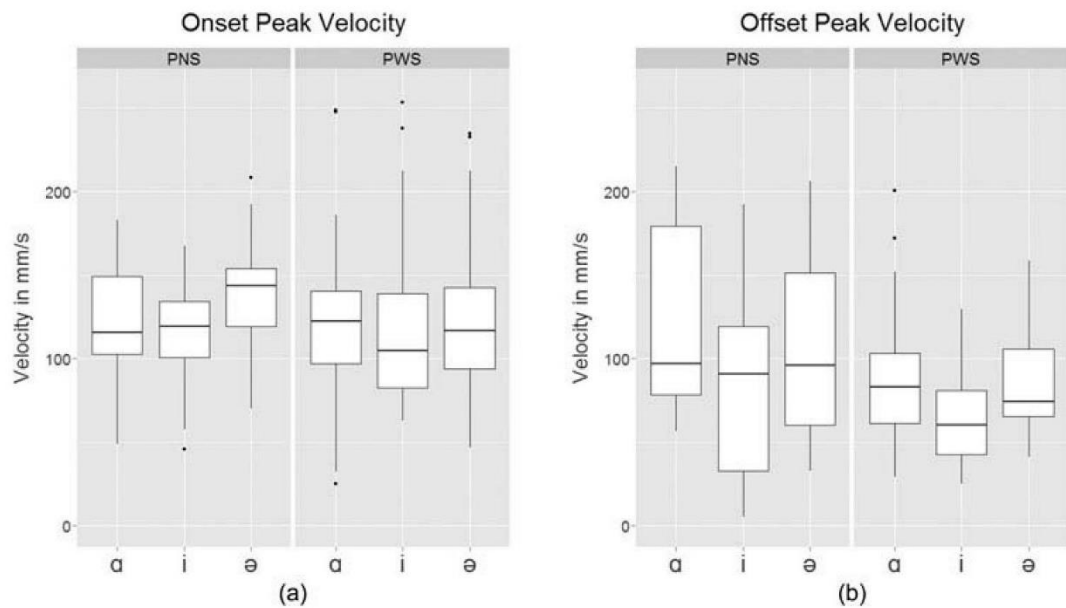 Onset Peak Velocity
PNS PWS
Velocity in mm/s
200
100
0
ɑ i ə ɑ i ə
(a)
Offset Peak Velocity
PNS PWS
Velocity in mm/s
200
100
0
ɑ i ə ɑ i ə
(b)